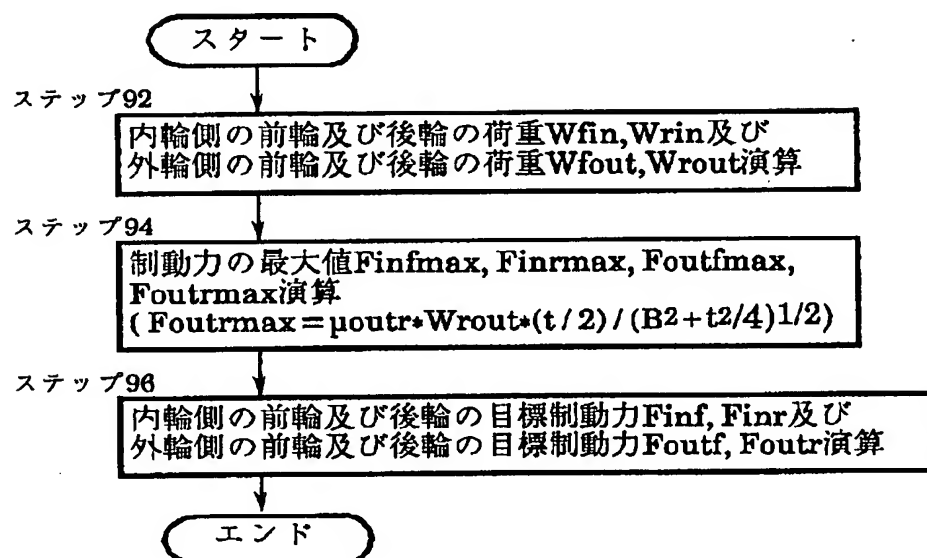 スタート
ステップ92
内輪側の前輪及び後輪の荷重Wfin,Wrin及び
外輪側の前輪及び後輪の荷重Wfout,Wrout演算
ステップ94
制動力の最大値Finfmax, Finrmax, Foutfmax,
Foutrmax演算
( Foutrmax=μoutr*Wrout*(t/2)/(B2+t2/4)1/2)
ステップ96
内輪側の前輪及び後輪の目標制動力Finf, Finr及び
外輪側の前輪及び後輪の目標制動力Foutf, Foutr演算
エンド